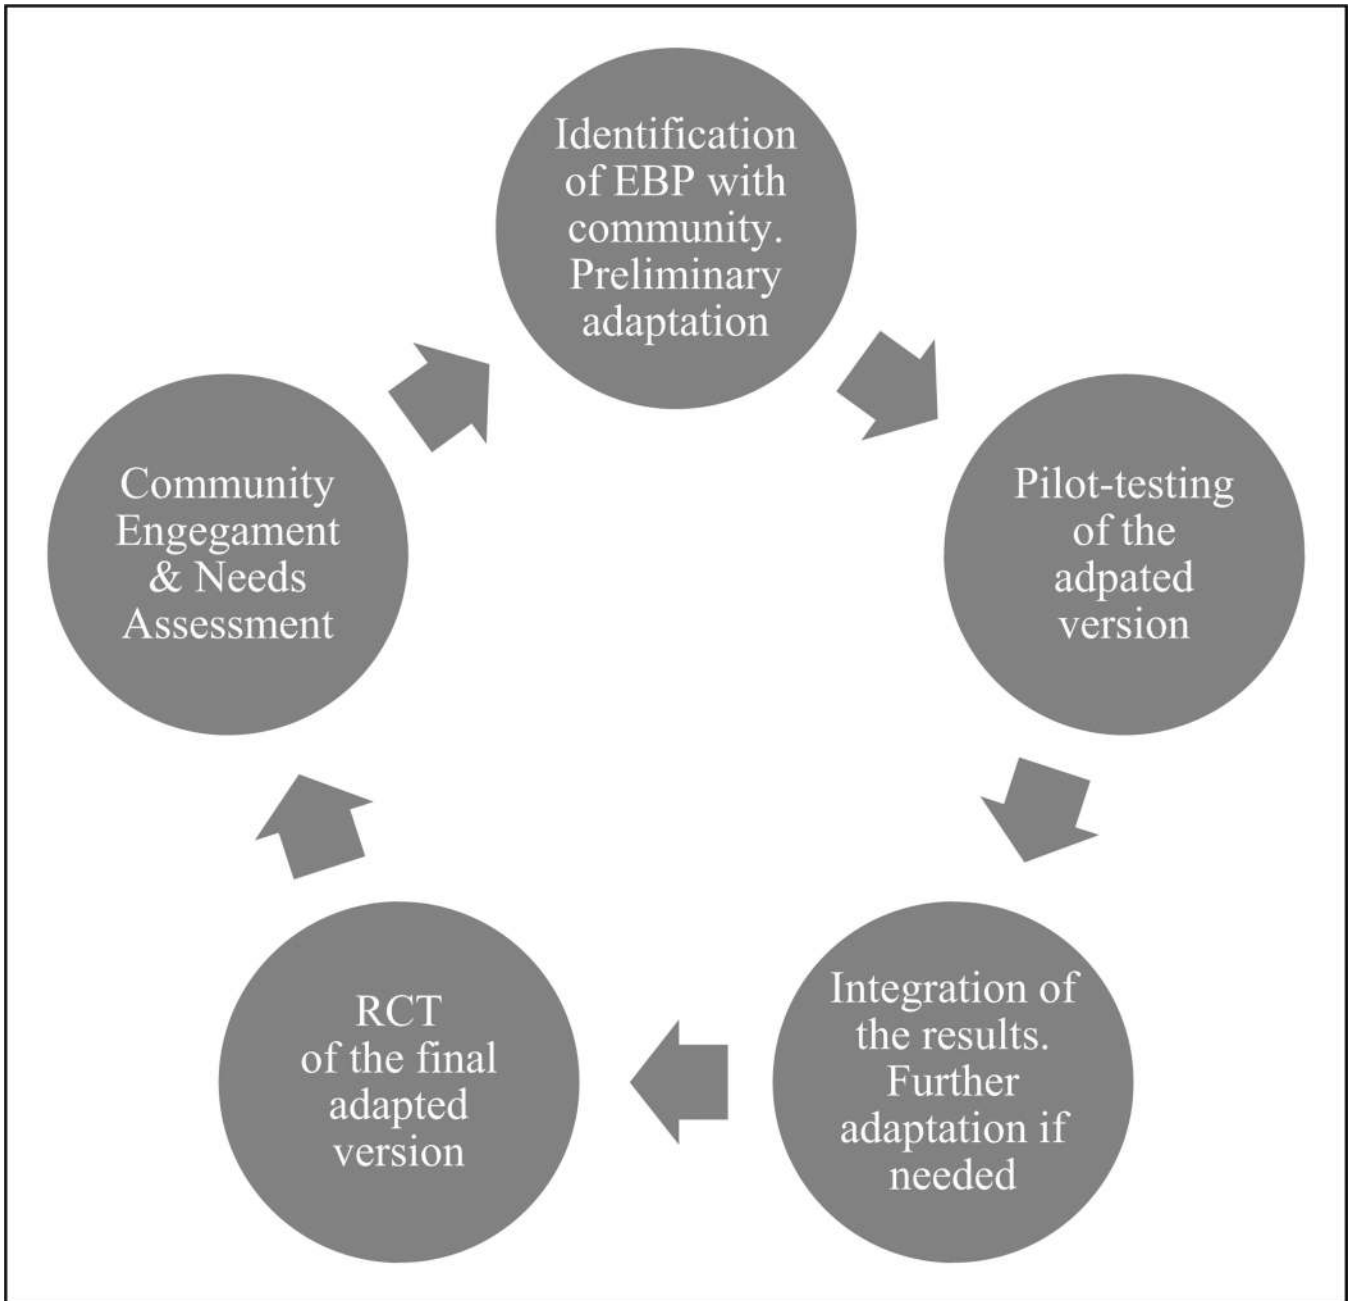 Identification
of EBP with
community.
Preliminary
adaptation
Community
Engegament
& Needs
Assessment
Pilot-testing
of the
adpated
version
RCT
of the final
adapted
version
Integration of
the results.
Further
adaptation if
needed